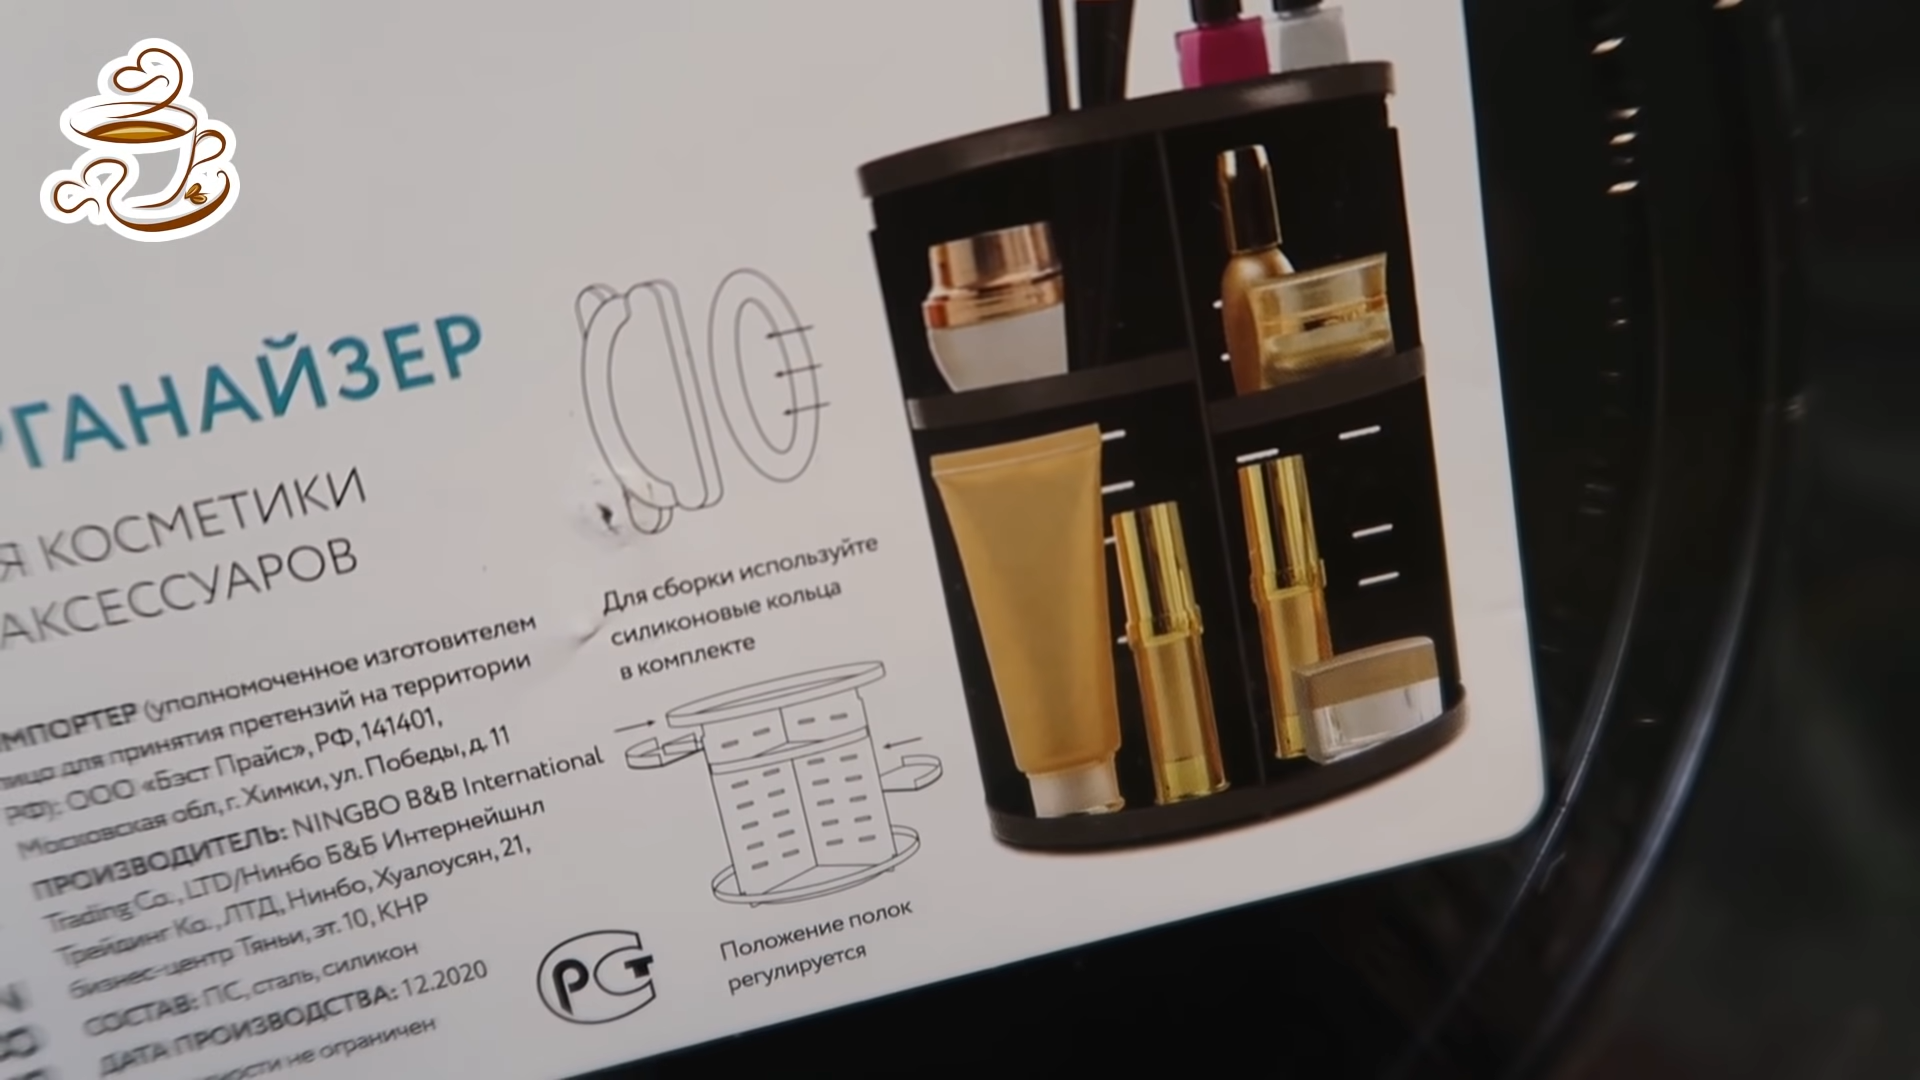 РГАНАЙЗЕР
Я КОСМЕТИКИ
АКСЕССУАРОВ
ИМПОРТЕР (уполномоченное изготовителем
лицо для принятия претензий на территории
РФ): ООО «Бэст Прайс», РФ, 141401,
Московская обл, г. Химки, ул. Победы, д. 11
ПРОИЗВОДИТЕЛЬ: NINGBO B&B International
Trading Co., LTD/Нинбо Б&Б Интернейшнл
Трейдинг Ко., ЛТД, Нинбо, Хуалоусян, 21,
бизнес-центр Тяньи, эт. 10, КНР
СОСТАВ: ПС, сталь, силикон
ДАТА ПРОИЗВОДСТВА: 12.2020
ности не ограничен
Для сборки используйте
силиконовые кольца
в комплекте
Положение полок
регулируется
РСТ